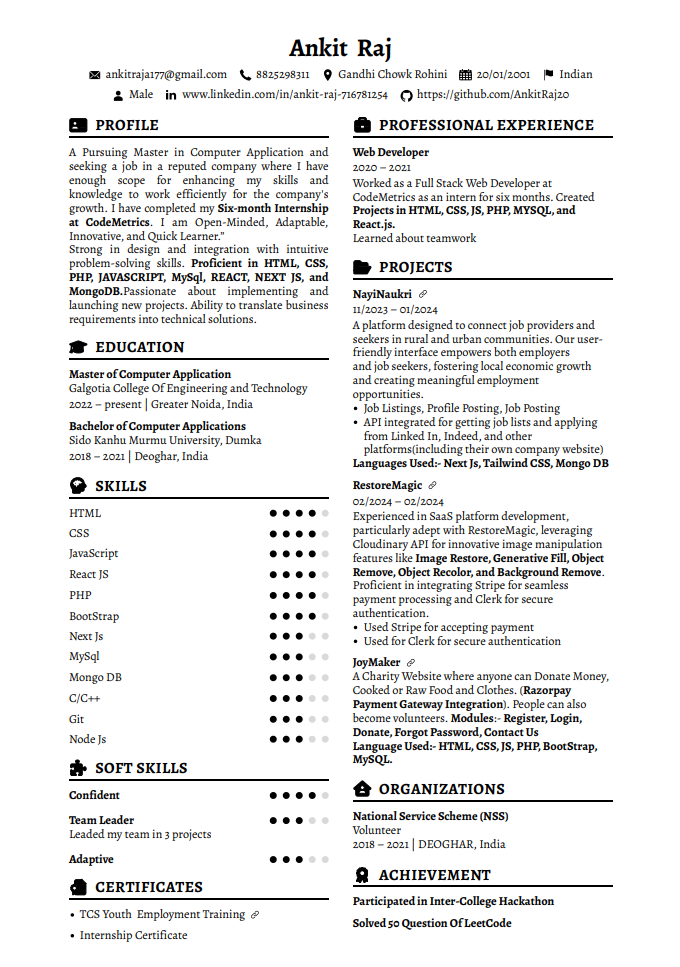 Ankit Raj
ankitraja177@gmail.com 8825298311 Gandhi Chowk Rohini 20/01/2001 Indian
Male www.linkedin.com/in/ankit-raj-716781254 https://github.com/AnkitRaj20
PROFILE
A Pursuing Master in Computer Application and
seeking a job in a reputed company where I have
enough scope for enhancing my skills and
knowledge to work efficiently for the company's
growth. I have completed my Six-month Internship
at CodeMetrics. I am Open-Minded, Adaptable,
Innovative, and Quick Learner."
Strong in design and integration with intuitive
problem-solving skills. Proficient in HTML, CSS,
PHP, JAVASCRIPT, MySql, REACT, NEXT JS, and
MongoDB.Passionate about implementing and
launching new projects. Ability to translate business
requirements into technical solutions.
EDUCATION
Master of Computer Application
Galgotia College Of Engineering and Technology
2022 – present | Greater Noida, India
Bachelor of Computer Applications
Sido Kanhu Murmu University, Dumka
2018 – 2021 | Deoghar, India
SKILLS
HTML
CSS
JavaScript
React JS
PHP
BootStrap
Next Js
MySql
Mongo DB
C/C++
Git
Node Js
SOFT SKILLS
Confident
Team Leader
Leaded my team in 3 projects
Adaptive
CERTIFICATES
• TCS Youth Employment Training
• Internship Certificate
PROFESSIONAL EXPERIENCE
Web Developer
2020 – 2021
Worked as a Full Stack Web Developer at
CodeMetrics as an intern for six months. Created
Projects in HTML, CSS, JS, PHP, MYSQL, and
React.js.
Learned about teamwork
PROJECTS
NayiNaukri
11/2023 – 01/2024
A platform designed to connect job providers and
seekers in rural and urban communities. Our user-
friendly interface empowers both employers
and job seekers, fostering local economic growth
and creating meaningful employment
opportunities.
• Job Listings, Profile Posting, Job Posting
• API integrated for getting job lists and applying
from Linked In, Indeed, and other
platforms(including their own company website)
Languages Used:- Next Js, Tailwind CSS, Mongo DB
RestoreMagic
02/2024 – 02/2024
Experienced in SaaS platform development,
particularly adept with RestoreMagic, leveraging
Cloudinary API for innovative image manipulation
features like Image Restore, Generative Fill, Object
Remove, Object Recolor, and Background Remove.
Proficient in integrating Stripe for seamless
payment processing and Clerk for secure
authentication.
• Used Stripe for accepting payment
• Used for Clerk for secure authentication
JoyMaker
A Charity Website where anyone can Donate Money,
Cooked or Raw Food and Clothes. (Razorpay
Payment Gateway Integration). People can also
become volunteers. Modules:- Register, Login,
Donate, Forgot Password, Contact Us
Language Used:- HTML, CSS, JS, PHP, BootStrap,
MySQL.
ORGANIZATIONS
National Service Scheme (NSS)
Volunteer
2018 – 2021 | DEOGHAR, India
ACHIEVEMENT
Participated in Inter-College Hackathon
Solved 50 Question Of LeetCode